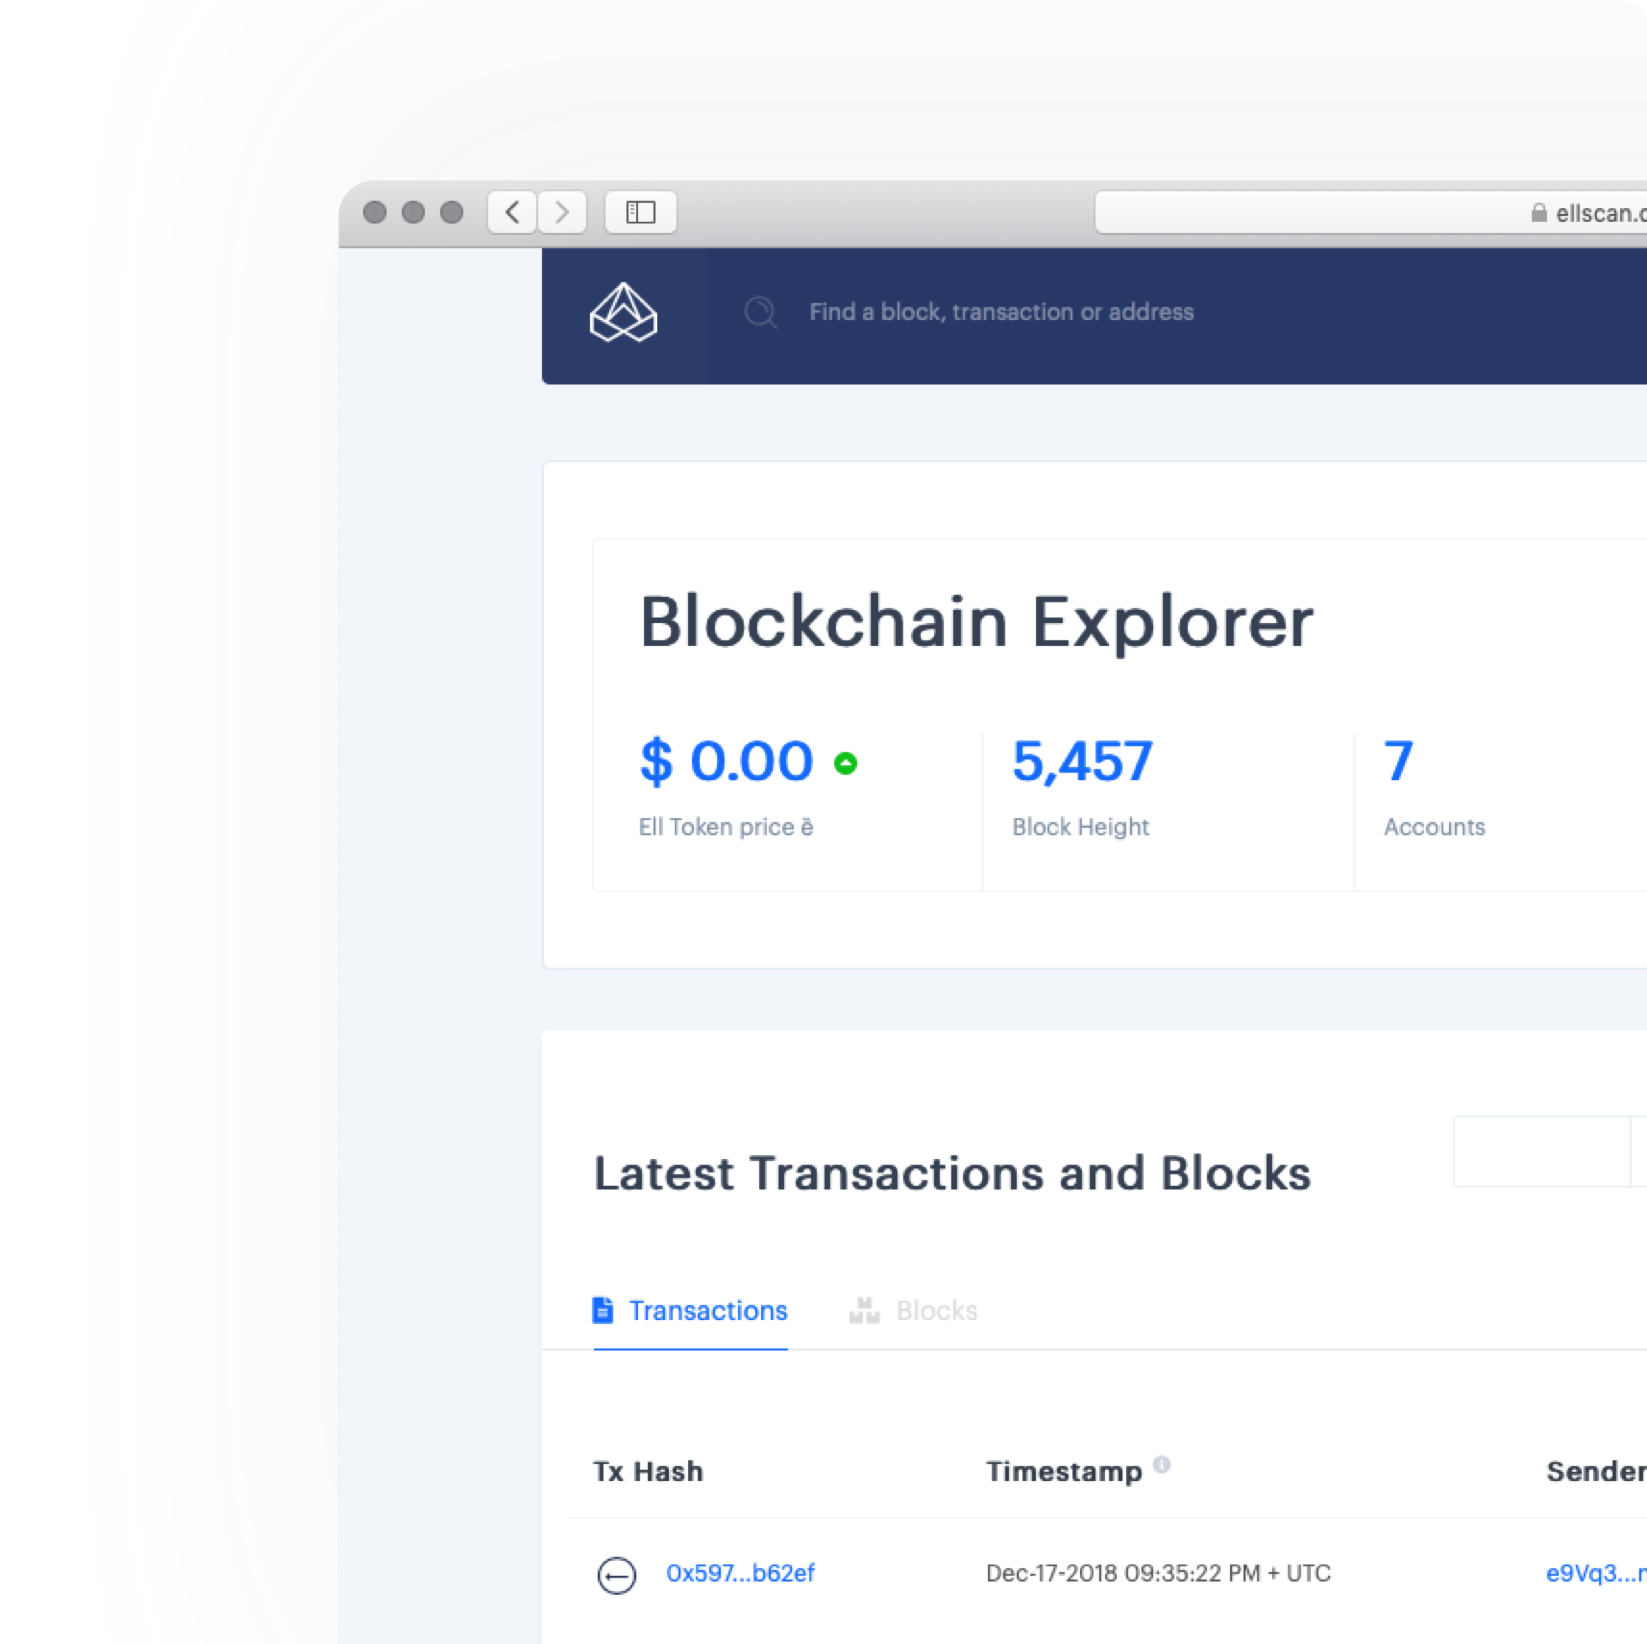 ellscan.c
Find a block, transaction or address
Blockchain Explorer
$ 0.00
5,457
7
Ell Token price ě
Block Height
Accounts
Latest Transactions and Blocks
Transactions
Blocks
Tx Hash
Timestamp
Sender
0x597...b62ef
Dec-17-2018 09:35:22 PM + UTC
e9Vq3...